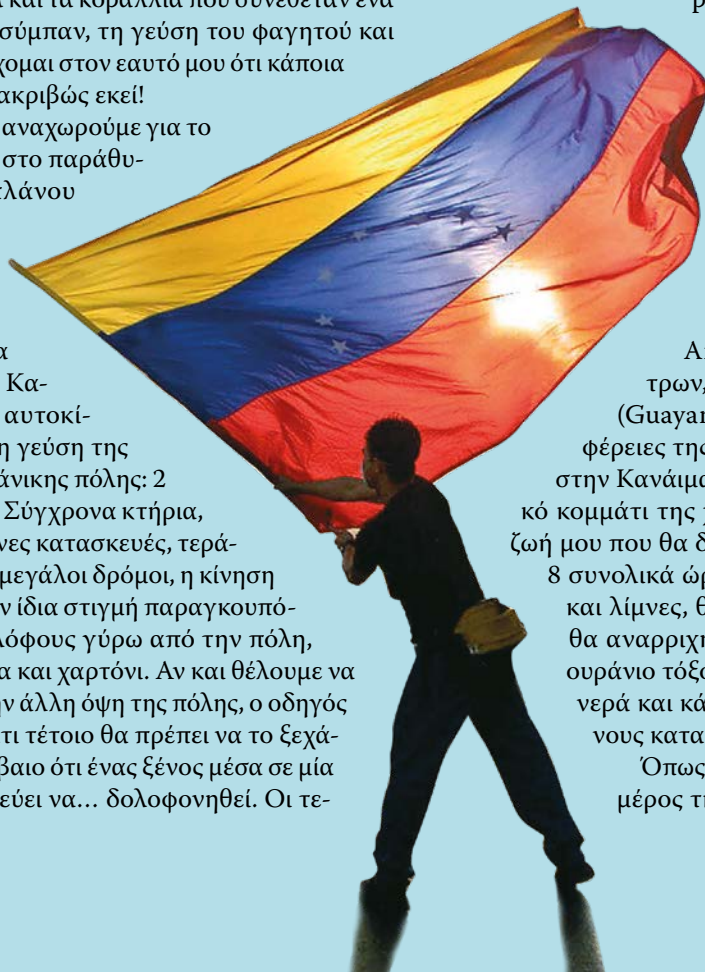 και τα κοράλλια που συνέθεταν ένα
σύμπαν, τη γεύση του φαγητού και
χομαι στον εαυτό μου ότι κάποια
ακριβώς εκεί!
αναχωρούμε για το
στο παράθυ-
πλάνου
α
Κα-
αυτοκί-
η γεύση της
άνικης πόλης: 2
Σύγχρονα κτήρια,
νες κατασκευές, τερά-
μεγάλοι δρόμοι, η κίνηση
ν ίδια στιγμή παραγκουπό-
λόφους γύρω από την πόλη,
α και χαρτόνι. Αν και θέλουμε να
ην άλλη όψη της πόλης, ο οδηγός
τι τέτοιο θα πρέπει να το ξεχά-
βαιο ότι ένας ξένος μέσα σε μία
εύει να... δολοφονηθεί. Οι τε-
τρων,
(Guayan
φέρειες της
στην Κανάιμα
κό κομμάτι της
ζωή μου που θα δ
8 συνολικά ώρ
και λίμνες, θ
θα αναρριχη
ουράνιο τόξο
νερά και κά
νους κατα
Όπως
μέρος τη